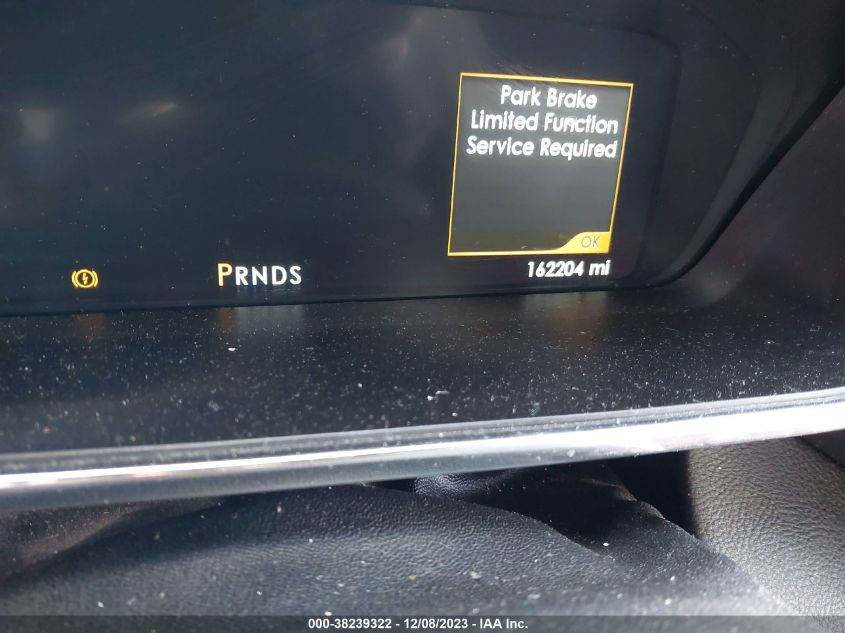 Park Brake
Limited Function
Service Required
OK
PRNDS
162204 mi
000-38239322 - 12/08/2023 - IAA Inc.